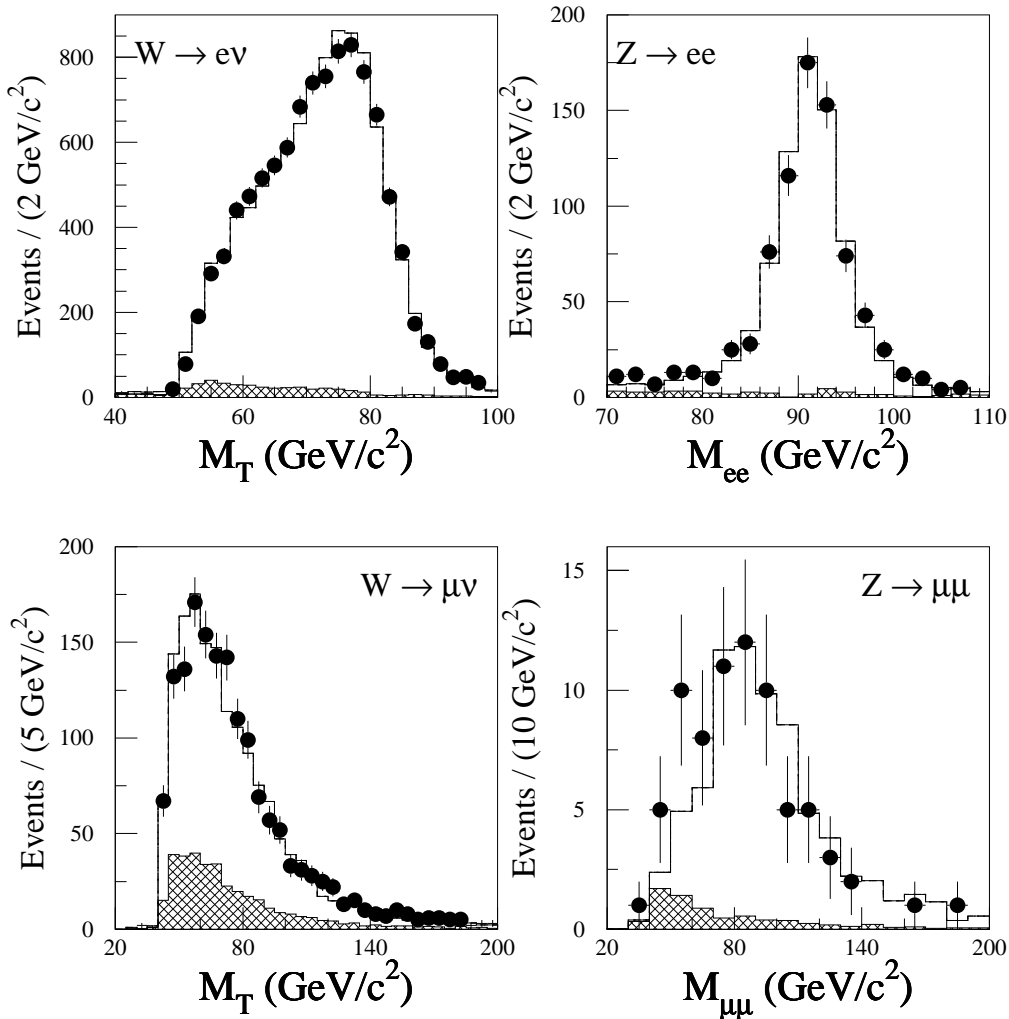 W → eν
Events / (2 GeV/c²)
800
600
400
200
0
40 60 80 100
M_T (GeV/c²)
Z → ee
Events / (2 GeV/c²)
200
150
100
50
0
70 80 90 100 110
M_ee (GeV/c²)
W → μν
Events / (5 GeV/c²)
200
150
100
50
0
20 80 140 200
M_T (GeV/c²)
Z → μμ
Events / (10 GeV/c²)
15
10
5
0
20 80 140 200
M_μμ (GeV/c²)